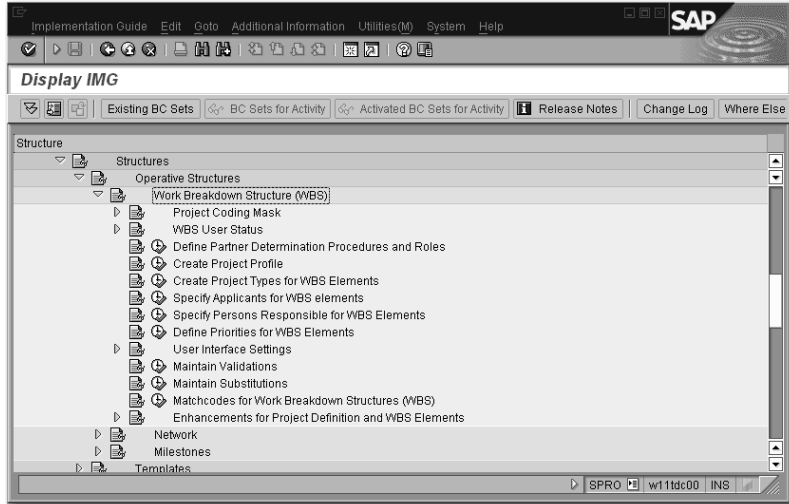 Implementation Guide Edit Goto Additional Information Utilities(M) System Help
SAP
Display IMG
Existing BC Sets BC Sets for Activity Activated BC Sets for Activity Release Notes Change Log Where Else
Structure
Structures
Operative Structures
Work Breakdown Structure (WBS)
Project Coding Mask
WBS User Status
Define Partner Determination Procedures and Roles
Create Project Profile
Create Project Types for WBS Elements
Specify Applicants for WBS elements
Specify Persons Responsible for WBS Elements
Define Priorities for WBS Elements
User Interface Settings
Maintain Validations
Maintain Substitutions
Matchcodes for Work Breakdown Structures (WBS)
Enhancements for Project Definition and WBS Elements
Network
Milestones
Templates
SPRO w11tdc00 INS